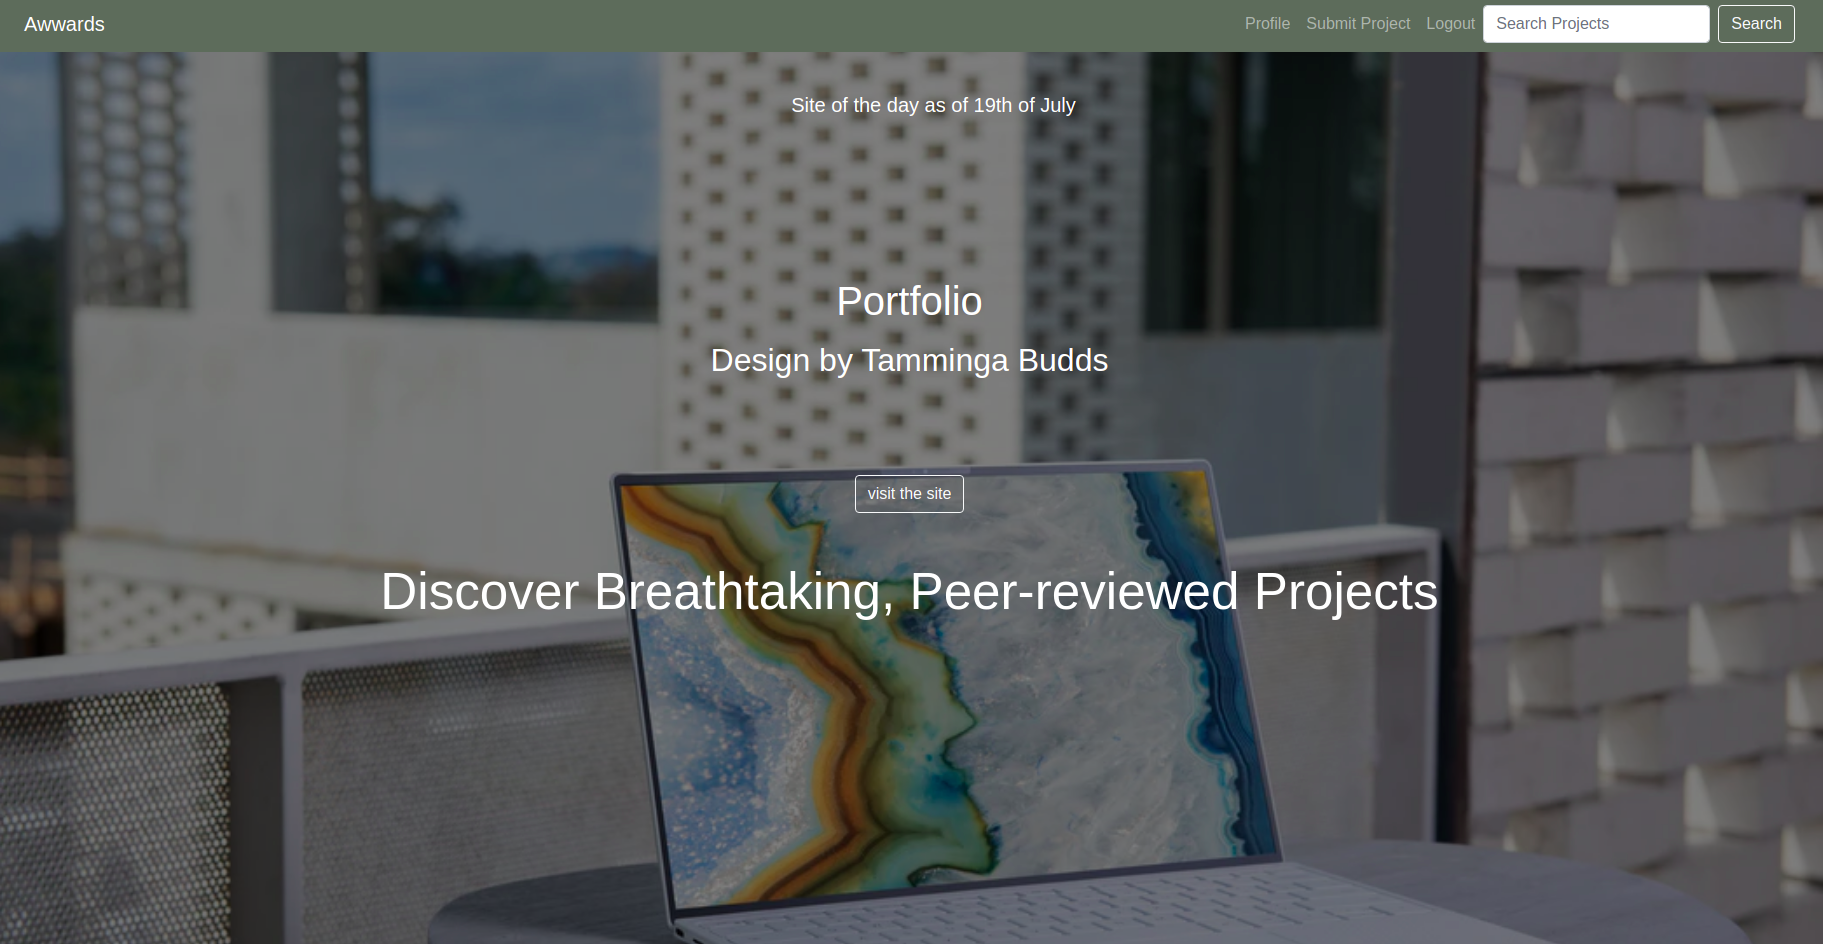 Awwards
Profile Submit Project Logout Search Projects Search
Site of the day as of 19th of July
Portfolio
Design by Tamminga Budds
visit the site
Discover Breathtaking, Peer-reviewed Projects